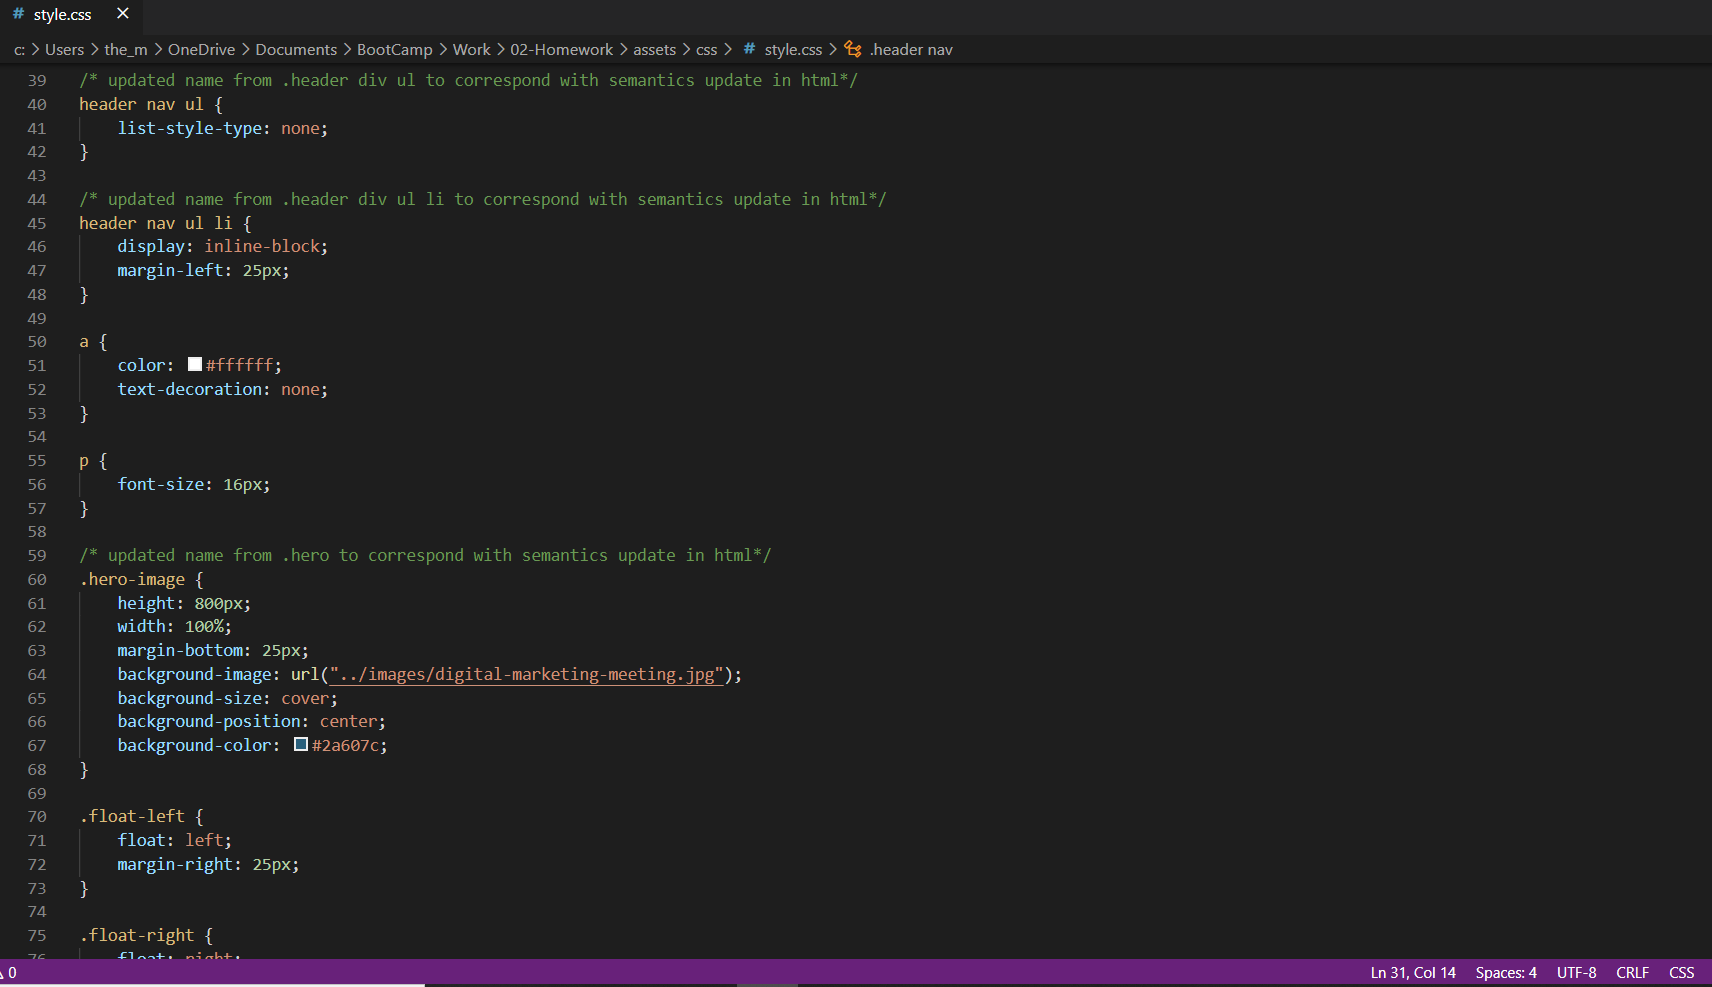 # style.css ×
c: > Users > the_m > OneDrive > Documents > BootCamp > Work > 02-Homework > assets > css > # style.css > .header nav
39 /* updated name from .header div ul to correspond with semantics update in html*/
40 header nav ul {
41     list-style-type: none;
42 }
43
44 /* updated name from .header div ul li to correspond with semantics update in html*/
45 header nav ul li {
46     display: inline-block;
47     margin-left: 25px;
48 }
49
50 a {
51     color: #ffffff;
52     text-decoration: none;
53 }
54
55 p {
56     font-size: 16px;
57 }
58
59 /* updated name from .hero to correspond with semantics update in html*/
60 .hero-image {
61     height: 800px;
62     width: 100%;
63     margin-bottom: 25px;
64     background-image: url("../images/digital-marketing-meeting.jpg");
65     background-size: cover;
66     background-position: center;
67     background-color: #2a607c;
68 }
69
70 .float-left {
71     float: left;
72     margin-right: 25px;
73 }
74
75 .float-right {
76     float: right;
0 Ln 31, Col 14 Spaces: 4 UTF-8 CRLF CSS